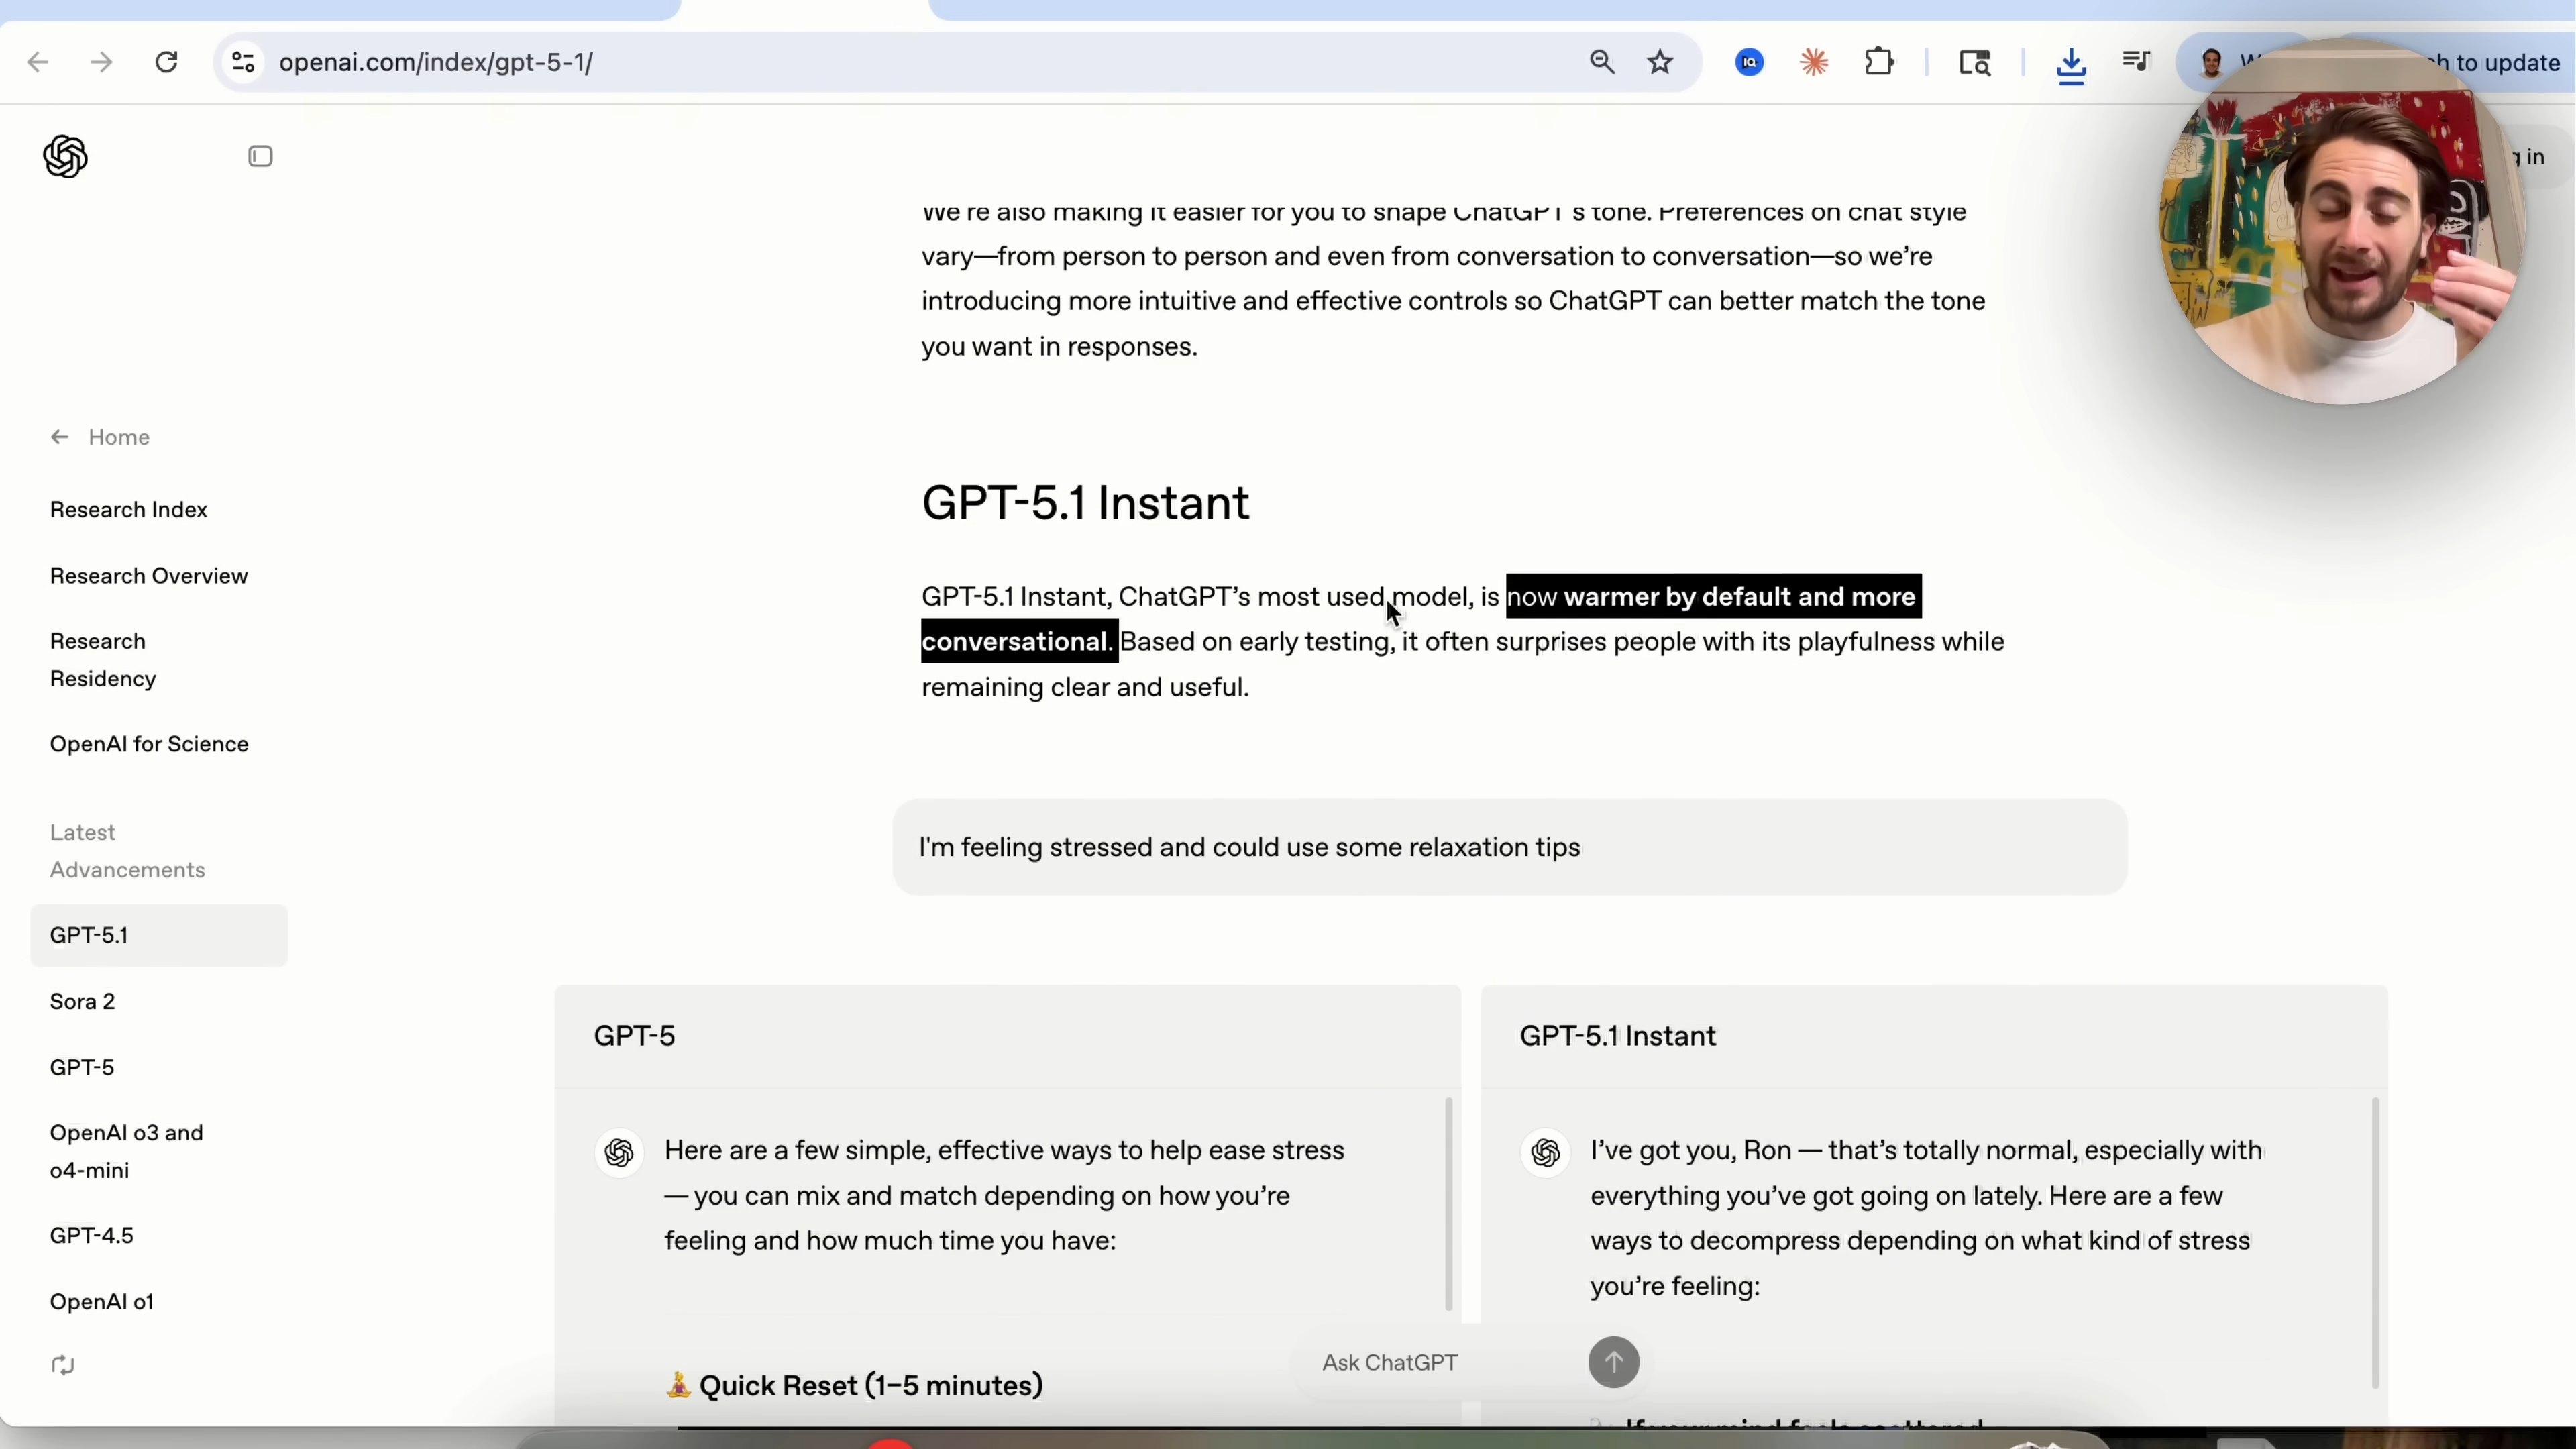 openai.com/index/gpt-5-1/
to update
in
We're also making it easier for you to shape ChatGPT's tone. Preferences on chat style
vary—from person to person and even from conversation to conversation—so we're
introducing more intuitive and effective controls so ChatGPT can better match the tone
you want in responses.
Home
Research Index
Research Overview
Research
Residency
OpenAI for Science
Latest
Advancements
GPT-5.1
Sora 2
GPT-5
OpenAI o3 and
o4-mini
GPT-4.5
OpenAI o1
GPT-5.1 Instant
GPT-5.1 Instant, ChatGPT's most used model, is now warmer by default and more
conversational. Based on early testing, it often surprises people with its playfulness while
remaining clear and useful.
I'm feeling stressed and could use some relaxation tips
GPT-5
Here are a few simple, effective ways to help ease stress
— you can mix and match depending on how you're
feeling and how much time you have:
Quick Reset (1–5 minutes)
GPT-5.1 Instant
I've got you, Ron — that's totally normal, especially with
everything you've got going on lately. Here are a few
ways to decompress depending on what kind of stress
you're feeling:
If your mind feels scattered
Ask ChatGPT